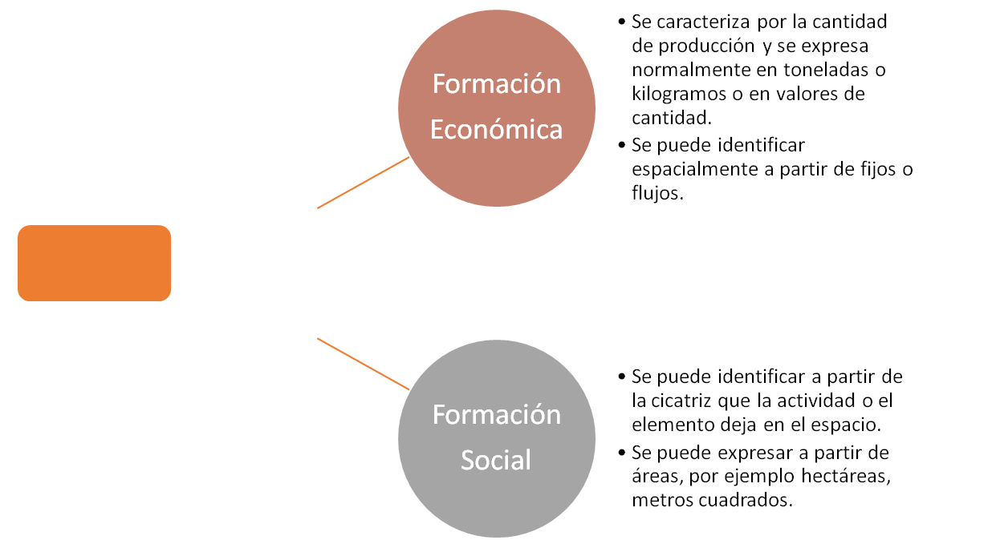 Formación
Económica
• Se caracteriza por la cantidad
de producción y se expresa
normalmente en toneladas o
kilogramos o en valores de
cantidad.
• Se puede identificar
espacialmente a partir de fijos o
flujos.
Formación
Social
• Se puede identificar a partir de
la cicatriz que la actividad o el
elemento deja en el espacio.
• Se puede expresar a partir de
áreas, por ejemplo hectáreas,
metros cuadrados.